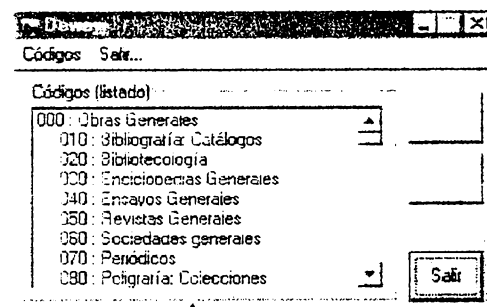 Códigos Salir...
Códigos (listado)
000 : Obras Generales
010 : Bibliografía: Catálogos
020 : Bibliotecología
030 : Enciclopedias Generales
040 : Ensayos Generales
050 : Revistas Generales
060 : Sociedades generales
070 : Periódicos
080 : Poligrafía: Colecciones
Salir